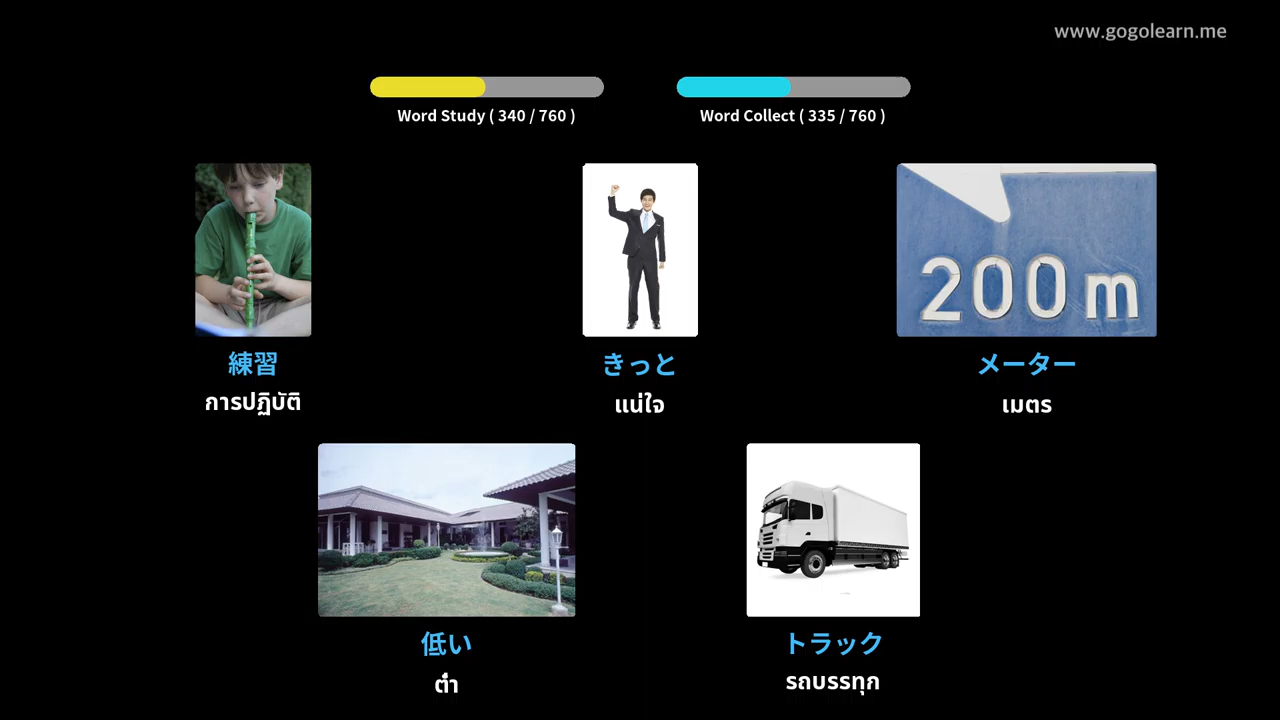 www.gogolearn.me
Word Study ( 340 / 760 )
Word Collect ( 335 / 760 )
200m
練習
การปฏิบัติ
きっと
แน่ใจ
メーター
เมตร
低い
ต่ำ
トラック
รถบรรทุก